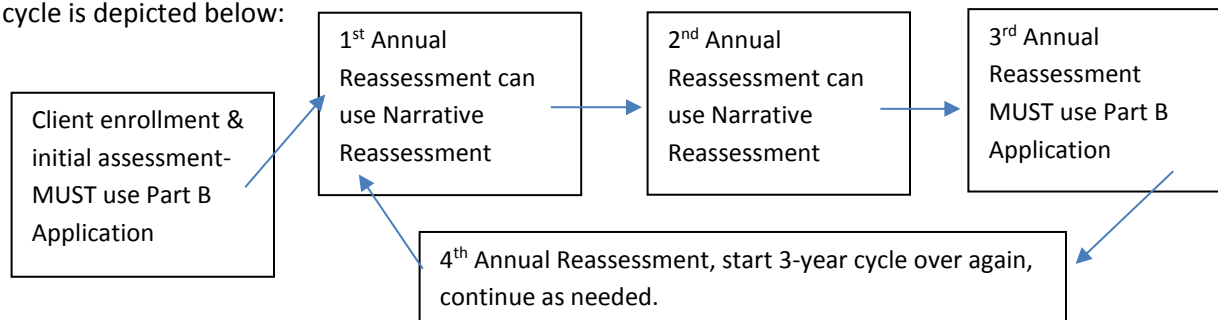 cycle is depicted below:
Client enrollment &
initial assessment-
MUST use Part B
Application
1st Annual
Reassessment can
use Narrative
Reassessment
2nd Annual
Reassessment can
use Narrative
Reassessment
3rd Annual
Reassessment
MUST use Part B
Application
4th Annual Reassessment, start 3-year cycle over again,
continue as needed.